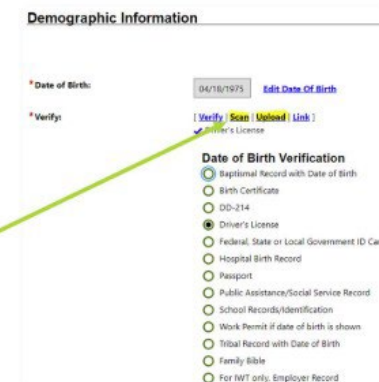 Demographic Information
* Date of Birth: 04/18/1975 Edit Date Of Birth
* Verify: [ Verify | Scan | Upload | Link ]
Driver's License
Date of Birth Verification
Baptismal Record with Date of Birth
Birth Certificate
DD-214
Driver's License
Federal, State or Local Government ID Car
Hospital Birth Record
Passport
Public Assistance/Social Service Record
School Records/Identification
Work Permit if date of birth is shown
Tribal Record with Date of Birth
Family Bible
For IWT only, Employer Record